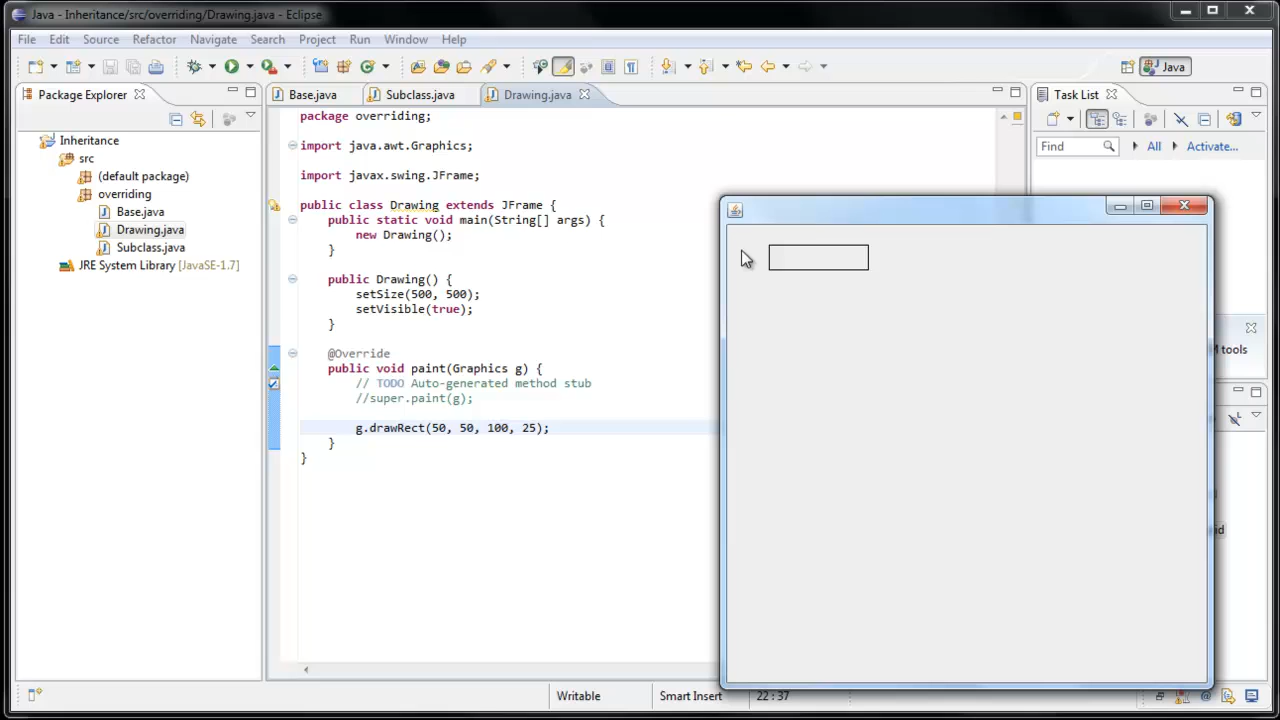 Java - Inheritance/src/overriding/Drawing.java - Eclipse
File Edit Source Refactor Navigate Search Project Run Window Help
Java
Package Explorer
Base.java Subclass.java Drawing.java
Task List
Find All Activate...
Inheritance
src
(default package)
overriding
Base.java
Drawing.java
Subclass.java
JRE System Library [JavaSE-1.7]
package overriding;
import java.awt.Graphics;
import javax.swing.JFrame;
public class Drawing extends JFrame {
public static void main(String[] args) {
new Drawing();
}
public Drawing() {
setSize(500, 500);
setVisible(true);
}
@Override
public void paint(Graphics g) {
// TODO Auto-generated method stub
//super.paint(g);
g.drawRect(50, 50, 100, 25);
}
}
tools
Writable Smart Insert 22:37